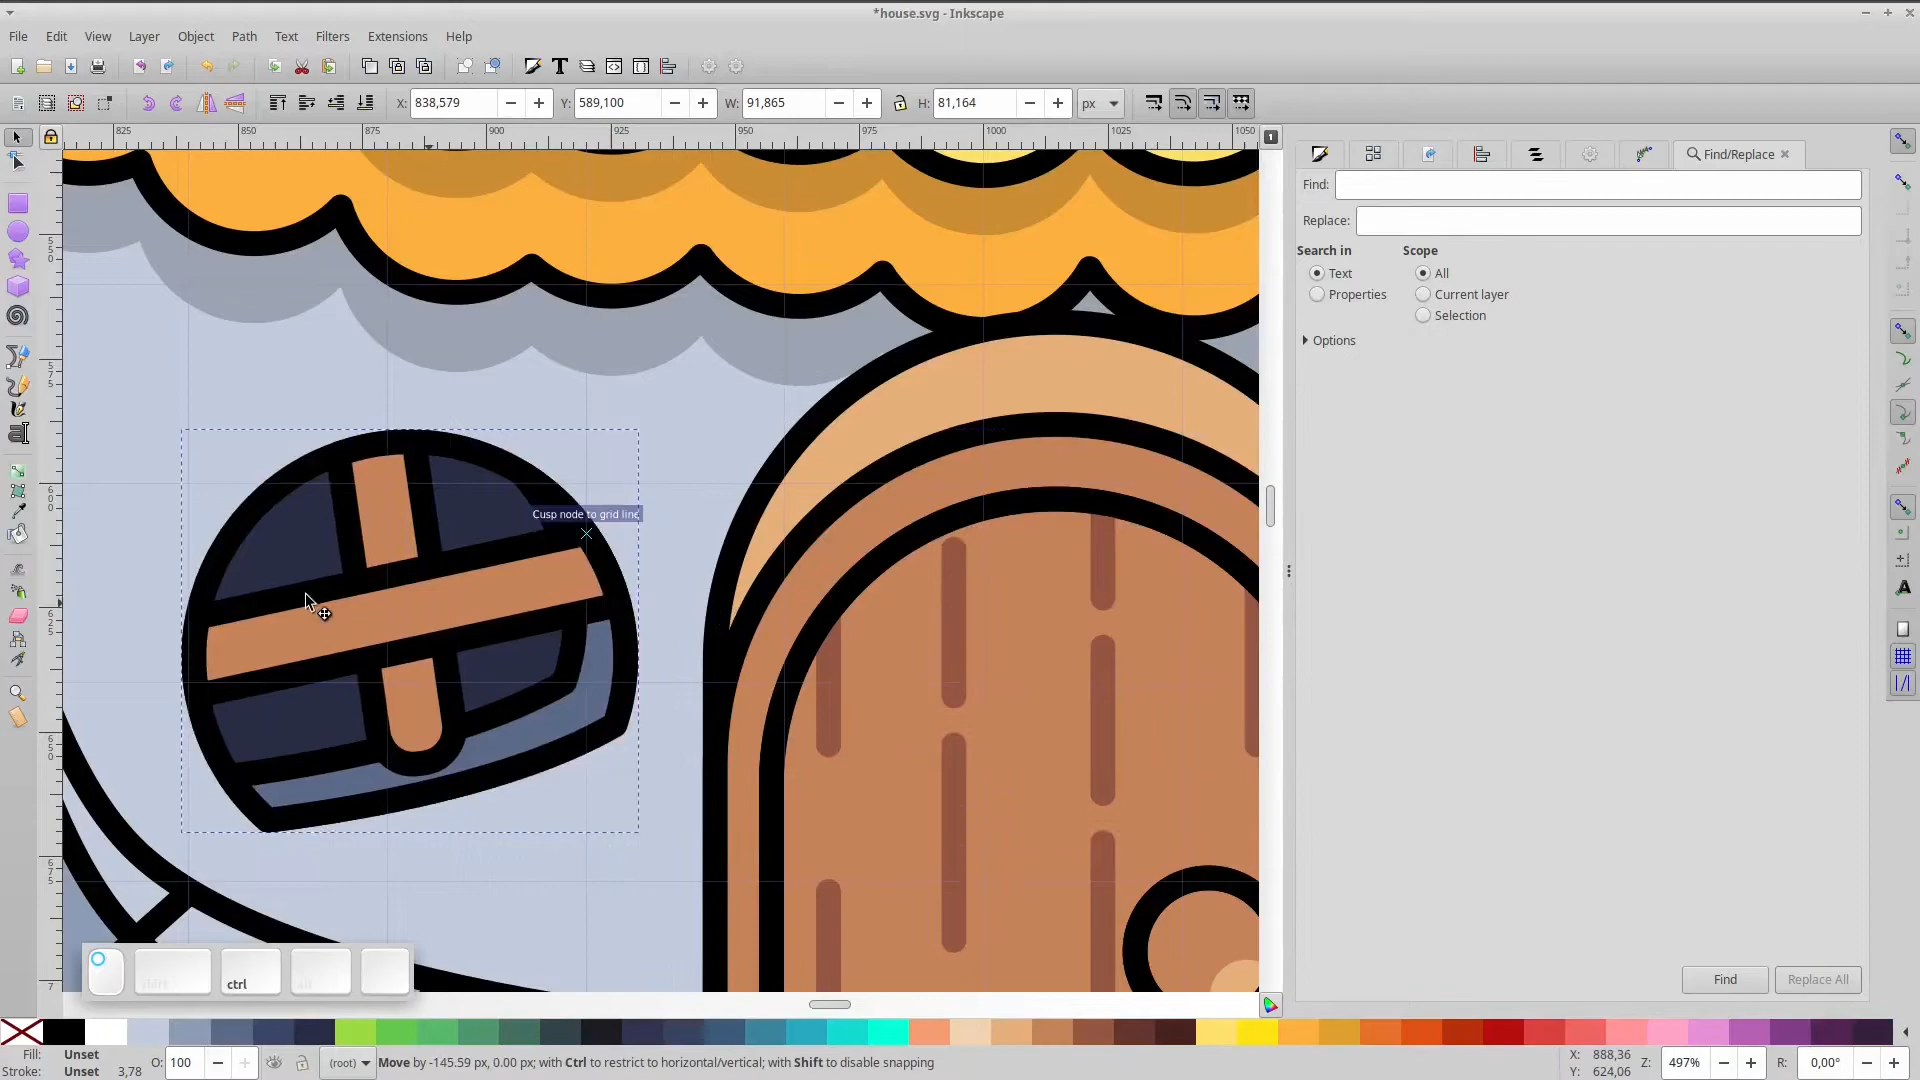 *house.svg - Inkscape
File Edit View Layer Object Path Text Filters Extensions Help
X: 838,579 Y: 589,100 W: 91,865 H: 81,164 px
825 850 875 900 925 950 975 1000 1025 1050 1
Find/Replace
Find:
Replace:
Search in Scope
Text All
Properties Current layer
Selection
Options
Cusp node to grid line
ctrl
Find Replace All
Fill: Unset O: 100 (root) Move by -145.59 px, 0.00 px; with Ctrl to restrict to horizontal/vertical; with Shift to disable snapping X: 888,36 Z: 497% R: 0,00°
Stroke: Unset 3,78 Y: 624,06